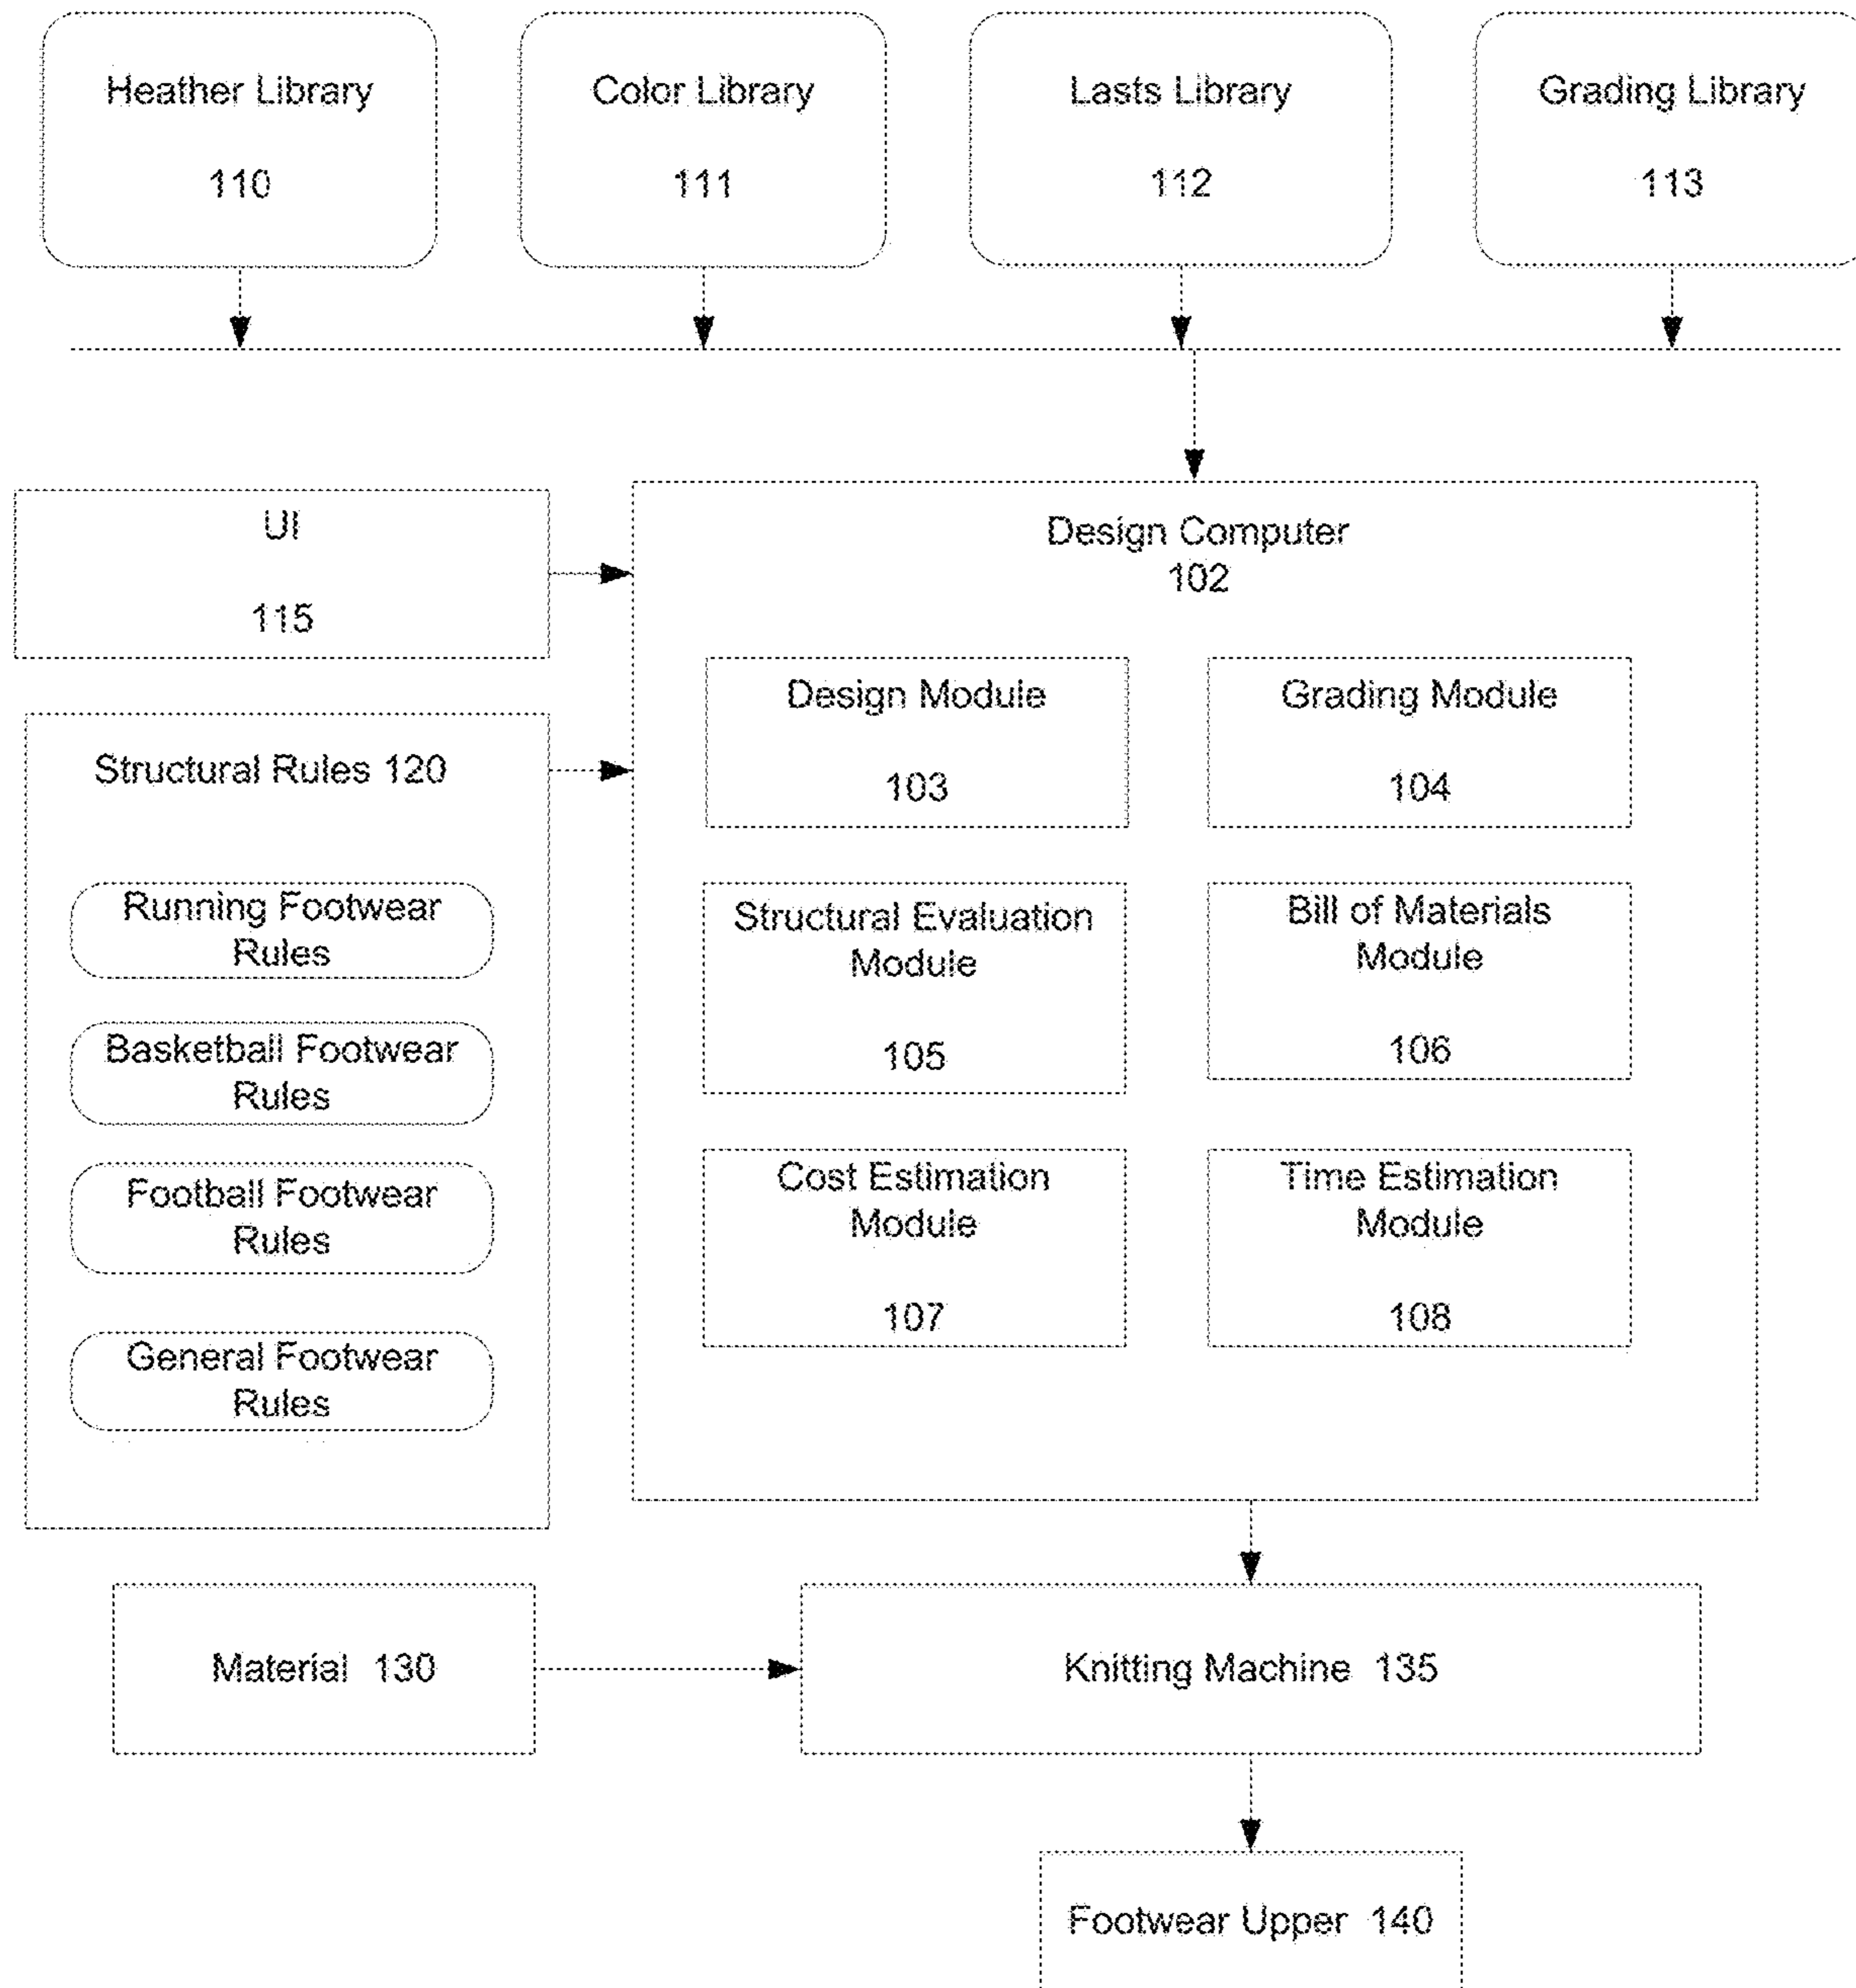 Heather Library
110
Color Library
111
Lasts Library
112
Grading Library
113
UI
115
Design Computer
102
Structural Rules 120
Running Footwear
Rules
Basketball Footwear
Rules
Football Footwear
Rules
General Footwear
Rules
Design Module
103
Grading Module
104
Structural Evaluation
Module
105
Bill of Materials
Module
106
Cost Estimation
Module
107
Time Estimation
Module
108
Material 130
Knitting Machine 135
Footwear Upper 140